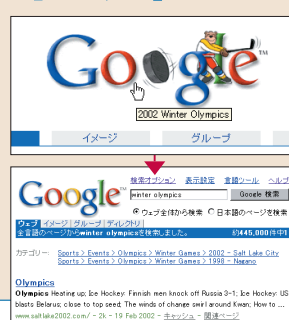 Google
2002 Winter Olympics
イメージ グループ
検索オプション 表示設定 言語ツール ヘルプ
Google
winter olympics Google 検索
ウェブ全体から検索 日本語のページを検索
ウェブ イメージ グループ ディレクトリ
全言語のページからwinter olympicsを検索しました。 約445,000件中1
カテゴリー: Sports > Events > Olympics > Winter Games > 2002 - Salt Lake City
Sports > Events > Olympics > Winter Games > 1998 - Nagano
Olympics
Olympics Heating up; Ice Hockey: Finnish men knock off Russia 3-1; Ice Hockey: US
blasts Belarus; close to top seed. The winds of change swirl around Kwan; How to ...
www.saltlake2002.com/ - 2k - 19 Feb 2002 - キャッシュ - 関連ページ